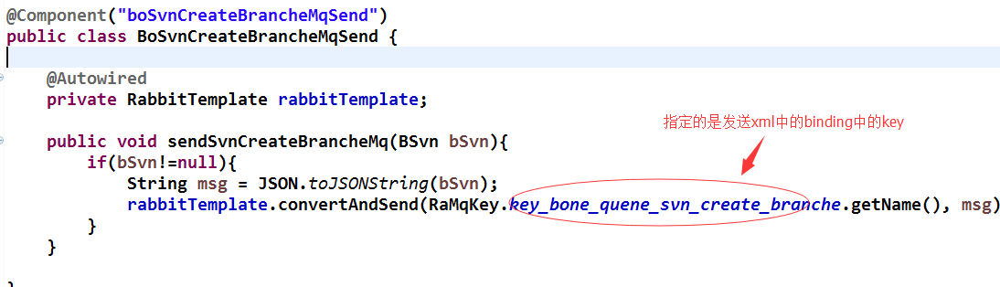 @Component("boSvnCreateBrancheMqSend")
public class BoSvnCreateBrancheMqSend {
@Autowired
private RabbitTemplate rabbitTemplate;
指定的是发送xml中的binding中的key
public void sendSvnCreateBrancheMq(BSvn bSvn){
if(bSvn!=null){
String msg = JSON.toJSONString(bSvn);
rabbitTemplate.convertAndSend(RaMqKey.key_bone_quene_svn_create_branche.getName(), msg)
}
}
}